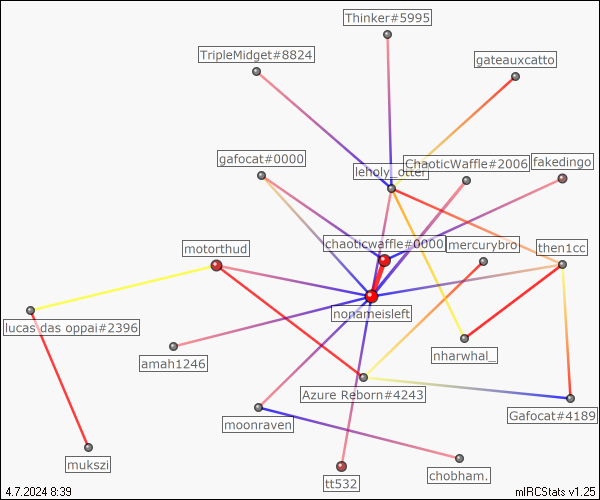 Thinker#5995
TripleMidget#8824
gateauxcatto
gafocat#0000
ChaoticWaffle#2006
fakedingo
leholy_otter
chaoticwaffle#0000
mercurybro
motorthud
then1cc
nonameisleft
lucas das oppai#2396
amah1246
nharwhal_
Azure Reborn#4243
Gafocat#4189
moonraven
mukszi
chobham.
tt532
4.7.2024 8:39
mIRCStats v1.25